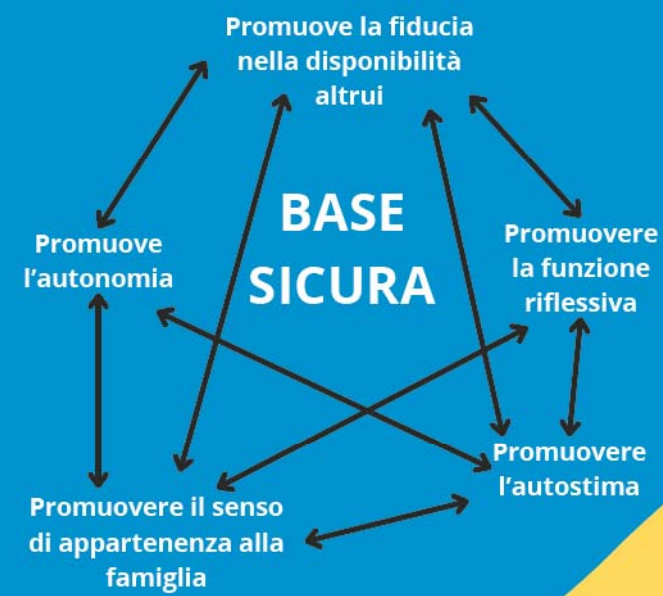 Promuove la fiducia
nella disponibilità
altrui
BASE
SICURA
Promuove
l'autonomia
Promuovere
la funzione
riflessiva
Promuovere
l'autostima
Promuovere il senso
di appartenenza alla
famiglia